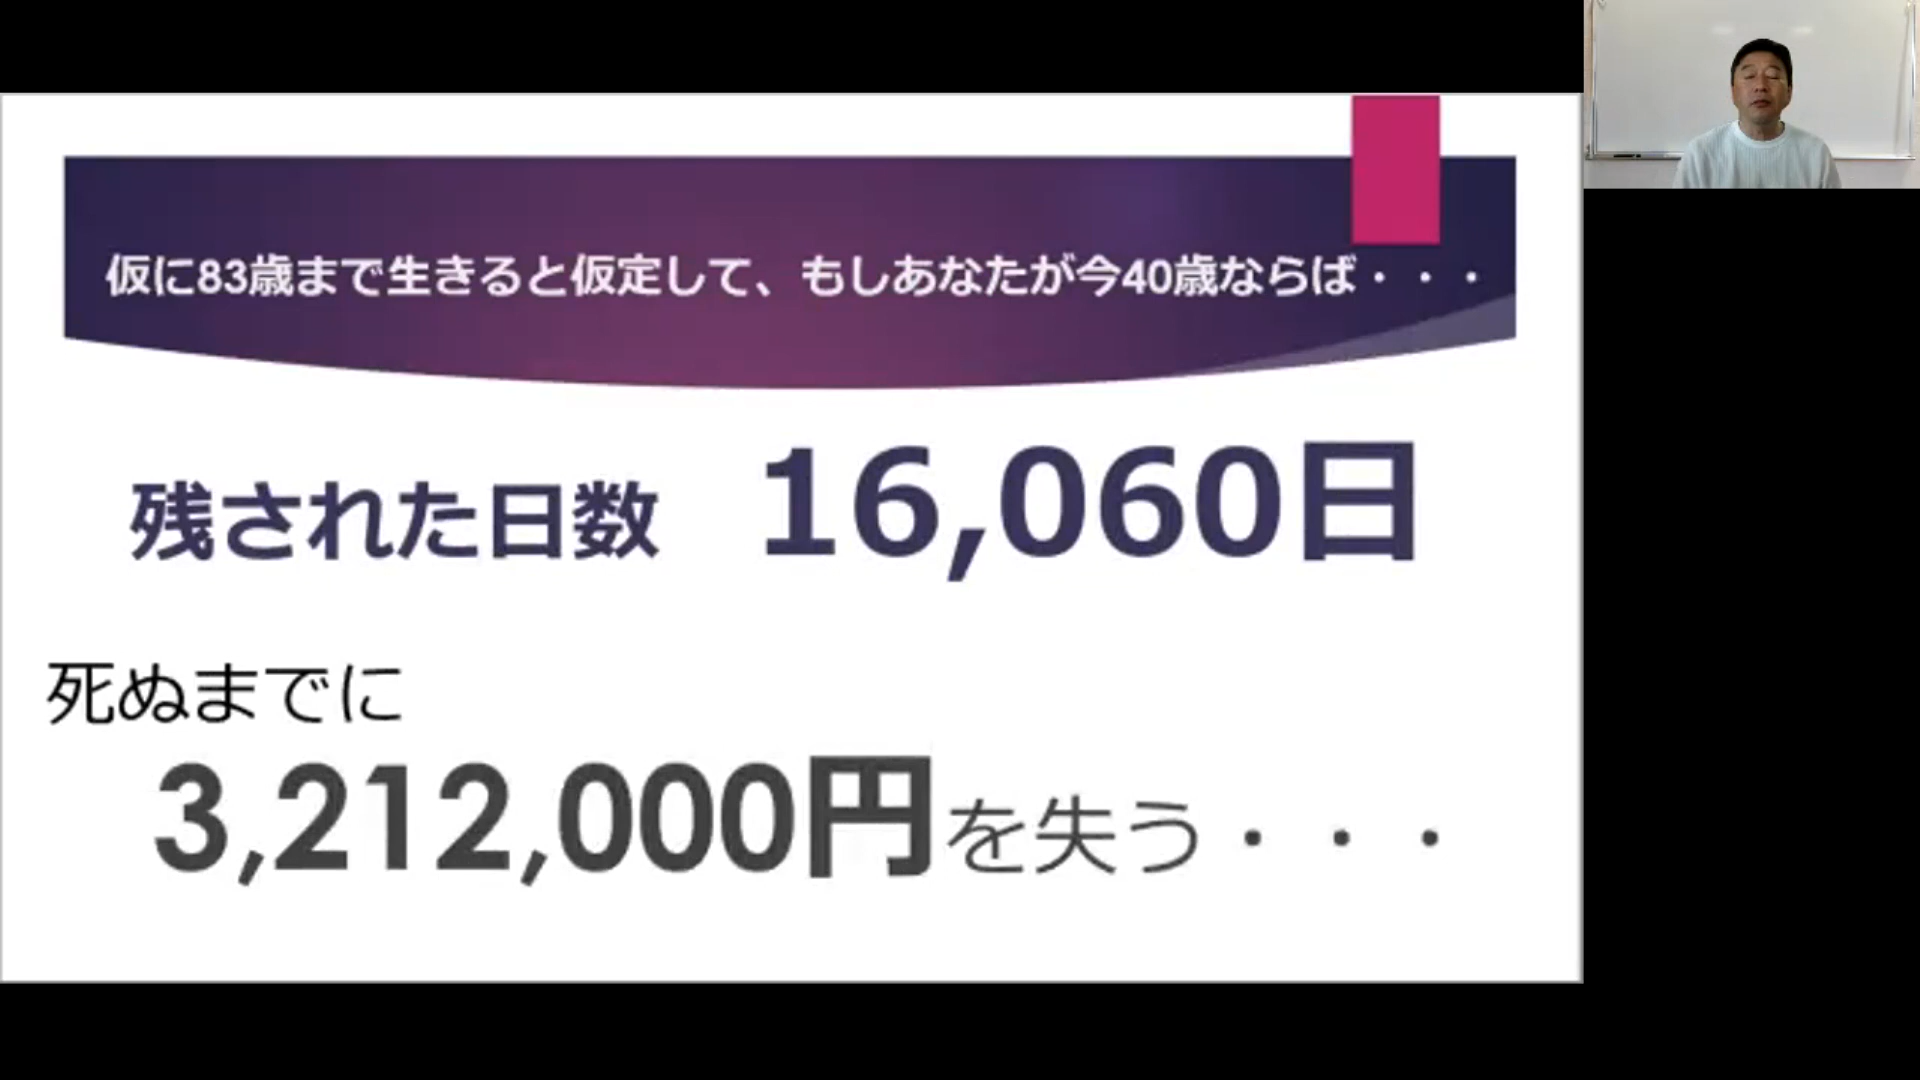 仮に83歳まで生きると仮定して、もしあなたが今40歳ならば・・・
残された日数　16,060日
死ぬまでに
3,212,000円を失う・・・